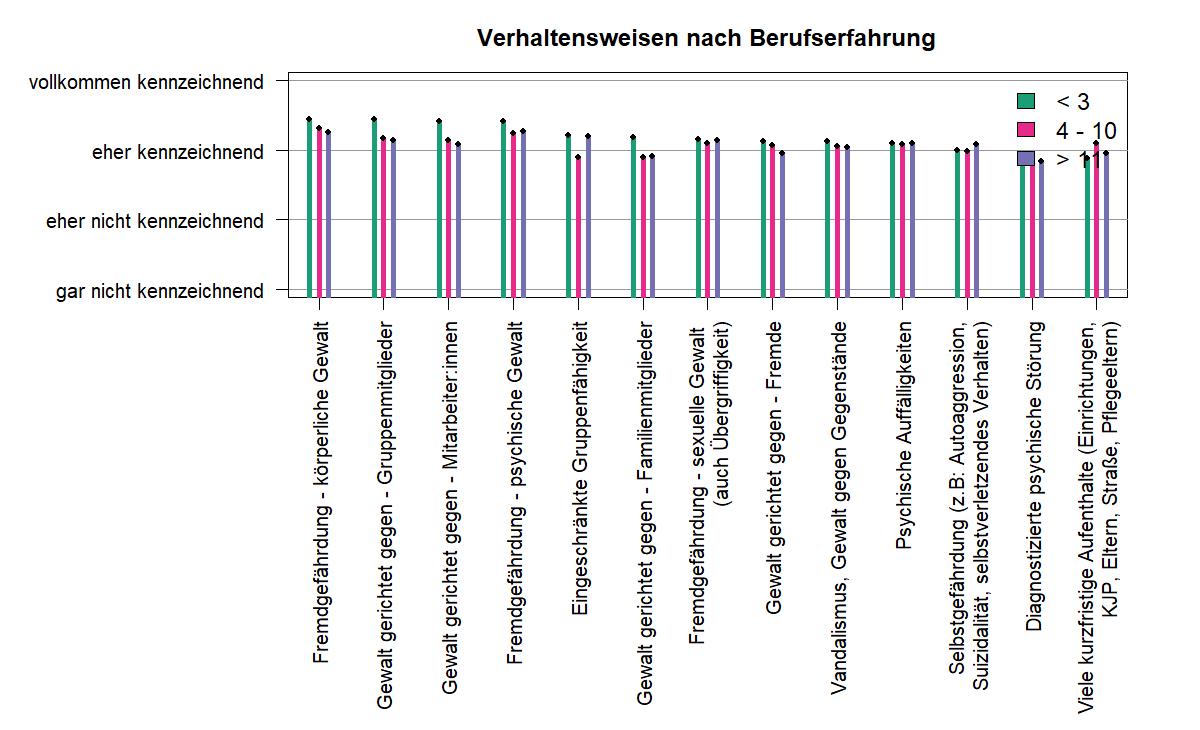 Verhaltensweisen nach Berufserfahrung
vollkommen kennzeichnend
eher kennzeichnend
eher nicht kennzeichnend
gar nicht kennzeichnend
< 3
4 - 10
> 11
Fremdgefährdung - körperliche Gewalt
Gewalt gerichtet gegen - Gruppenmitglieder
Gewalt gerichtet gegen - Mitarbeiter:innen
Fremdgefährdung - psychische Gewalt
Eingeschränkte Gruppenfähigkeit
Gewalt gerichtet gegen - Familienmitglieder
Fremdgefährdung - sexuelle Gewalt
(auch Übergriffigkeit)
Gewalt gerichtet gegen - Fremde
Vandalismus, Gewalt gegen Gegenstände
Psychische Auffälligkeiten
Selbstgefährdung (z.B: Autoaggression,
Suizidalität, selbstverletzendes Verhalten)
Diagnostizierte psychische Störung
Viele kurzfristige Aufenthalte (Einrichtungen,
KJP, Eltern, Straße, Pflegeeltern)